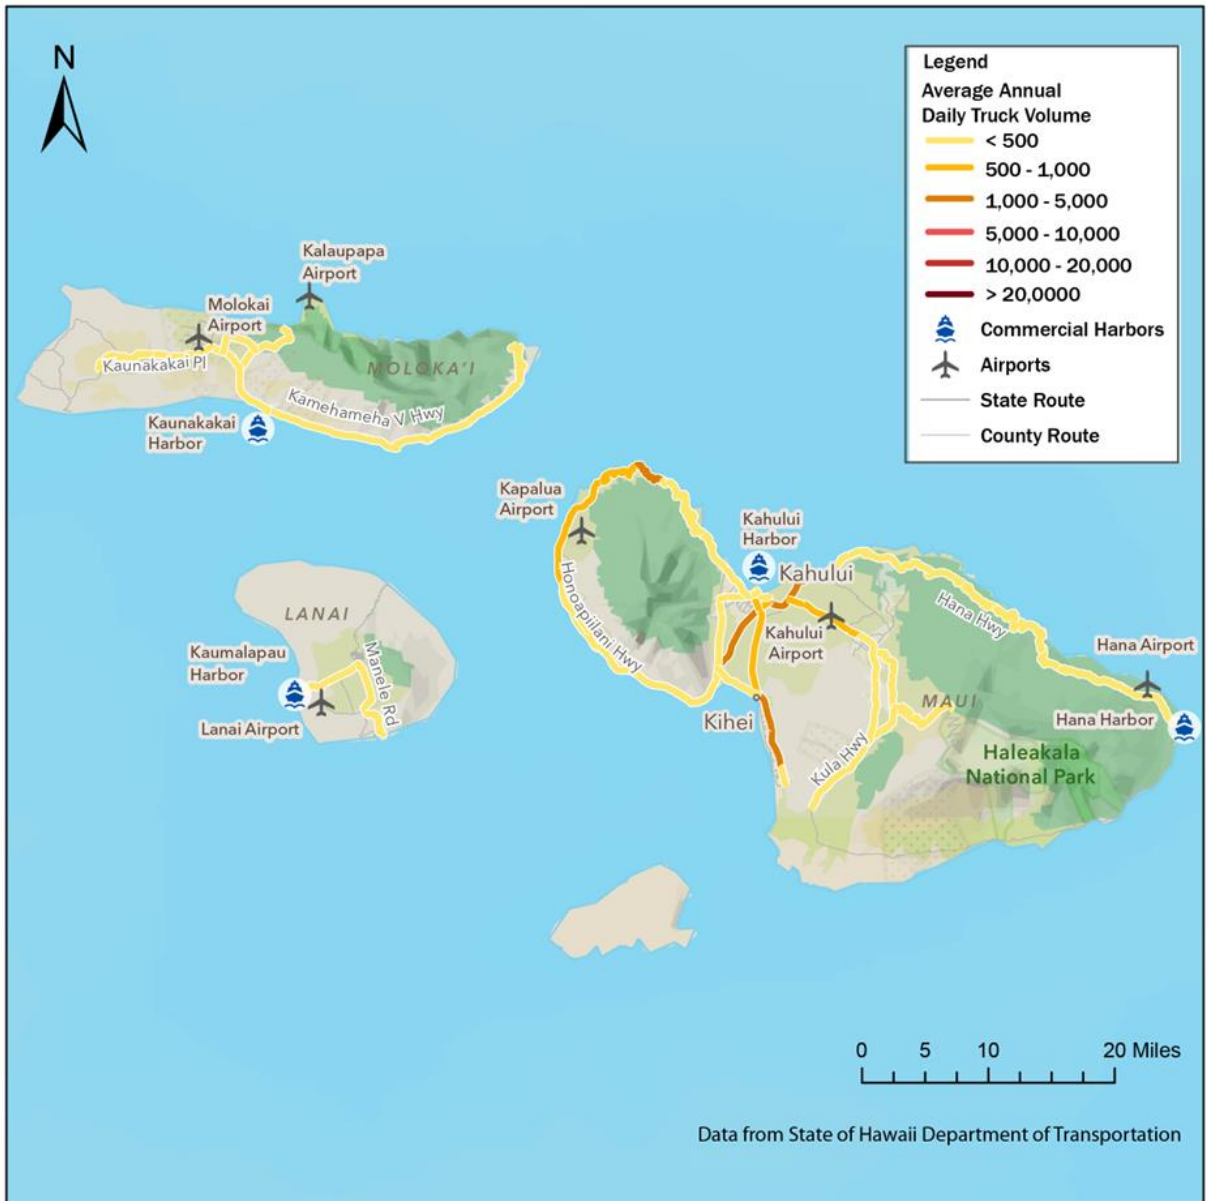 N
Legend
Average Annual
Daily Truck Volume
< 500
500 - 1,000
1,000 - 5,000
5,000 - 10,000
10,000 - 20,000
> 20,0000
Commercial Harbors
Airports
State Route
County Route
Kalaupapa
Airport
Molokai
Airport
MOLOKA'I
Kaunakakai Pl
Kamehameha V Hwy
Kaunakakai
Harbor
Kapalua
Airport
Kahului
Harbor
Kahului
Honoapiilani Hwy
Hana Hwy
LANAI
Kahului
Airport
Hana Airport
Kaumalapau
Harbor
Manele Rd
MAUI
Lanai Airport
Kihei
Hana Harbor
Kula Hwy
Haleakala
National Park
0 5 10 20 Miles
Data from State of Hawaii Department of Transportation